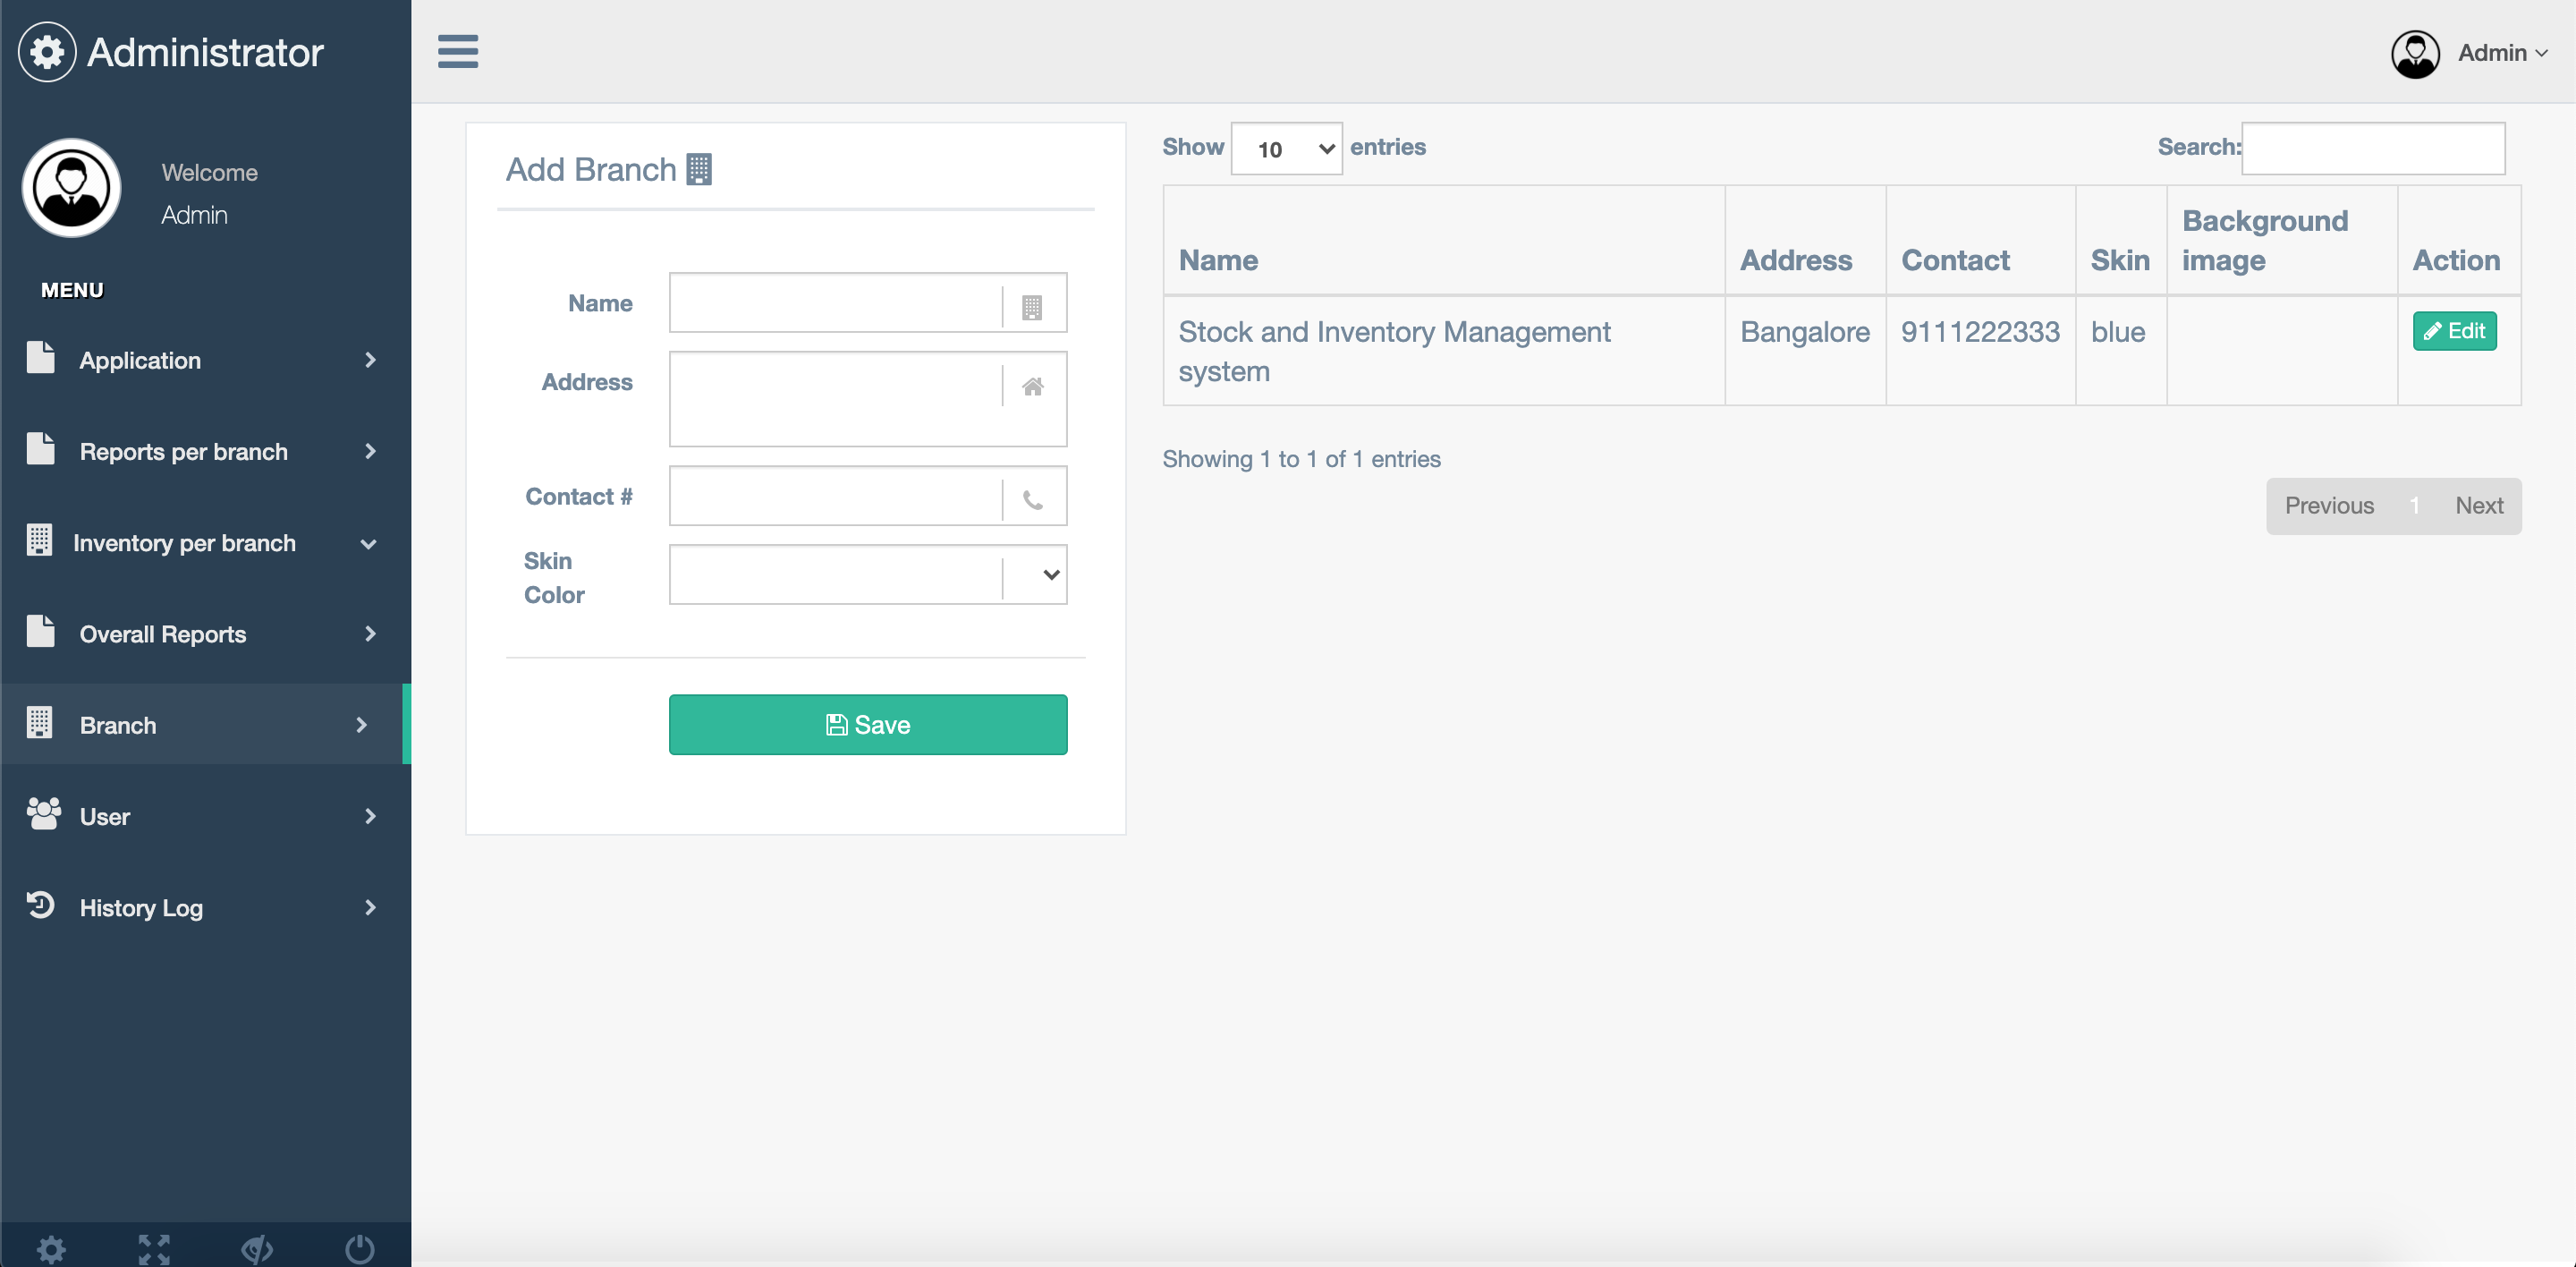 Administrator
Admin
Welcome
Admin
MENU
Application
Reports per branch
Inventory per branch
Overall Reports
Branch
User
History Log
Add Branch
Name
Address
Contact #
Skin
Color
Save
Show 10 entries
Search:
Name Address Contact Skin Background image Action
Stock and Inventory Management system Bangalore 9111222333 blue Edit
Showing 1 to 1 of 1 entries
Previous 1 Next